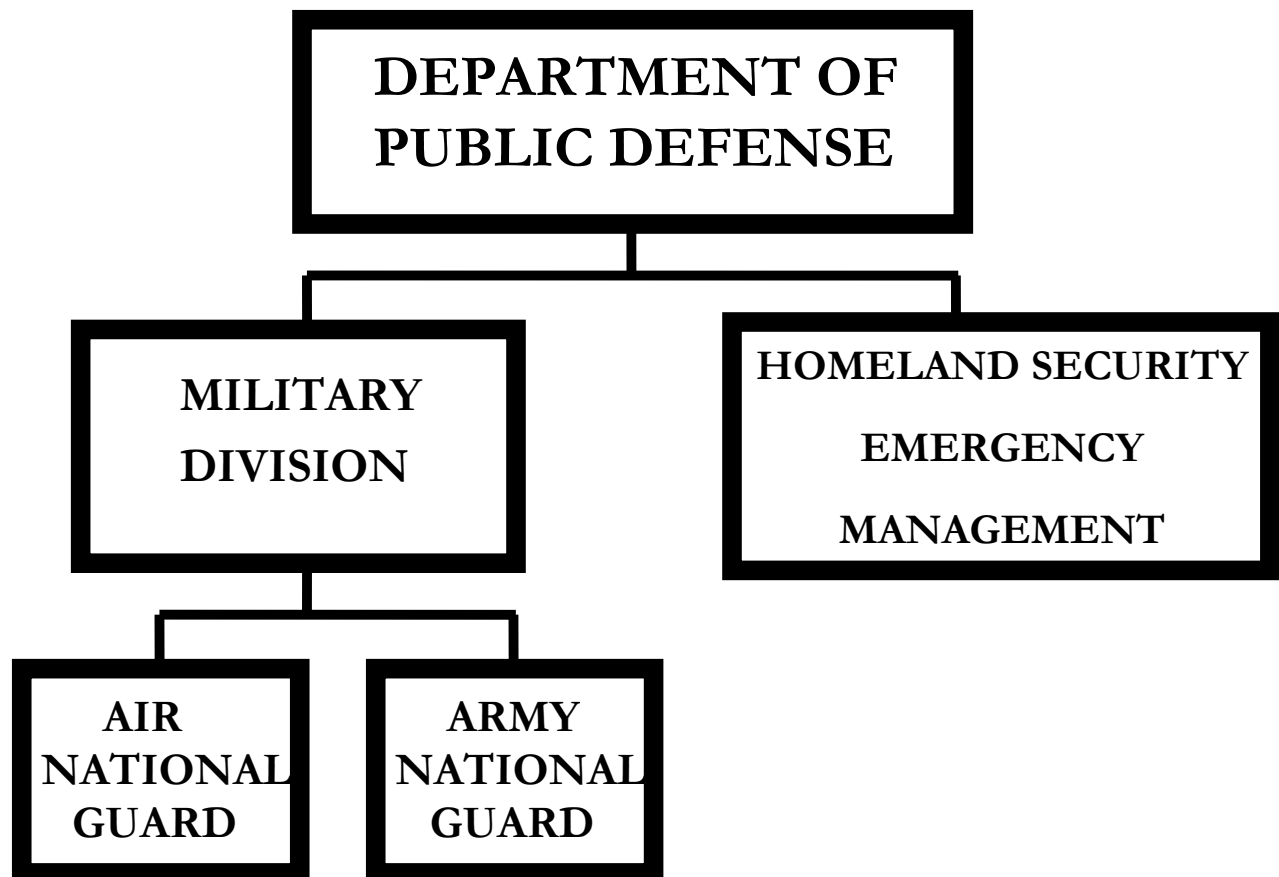 DEPARTMENT OF
PUBLIC DEFENSE
MILITARY
DIVISION
HOMELAND SECURITY
EMERGENCY
MANAGEMENT
AIR
NATIONAL
GUARD
ARMY
NATIONAL
GUARD